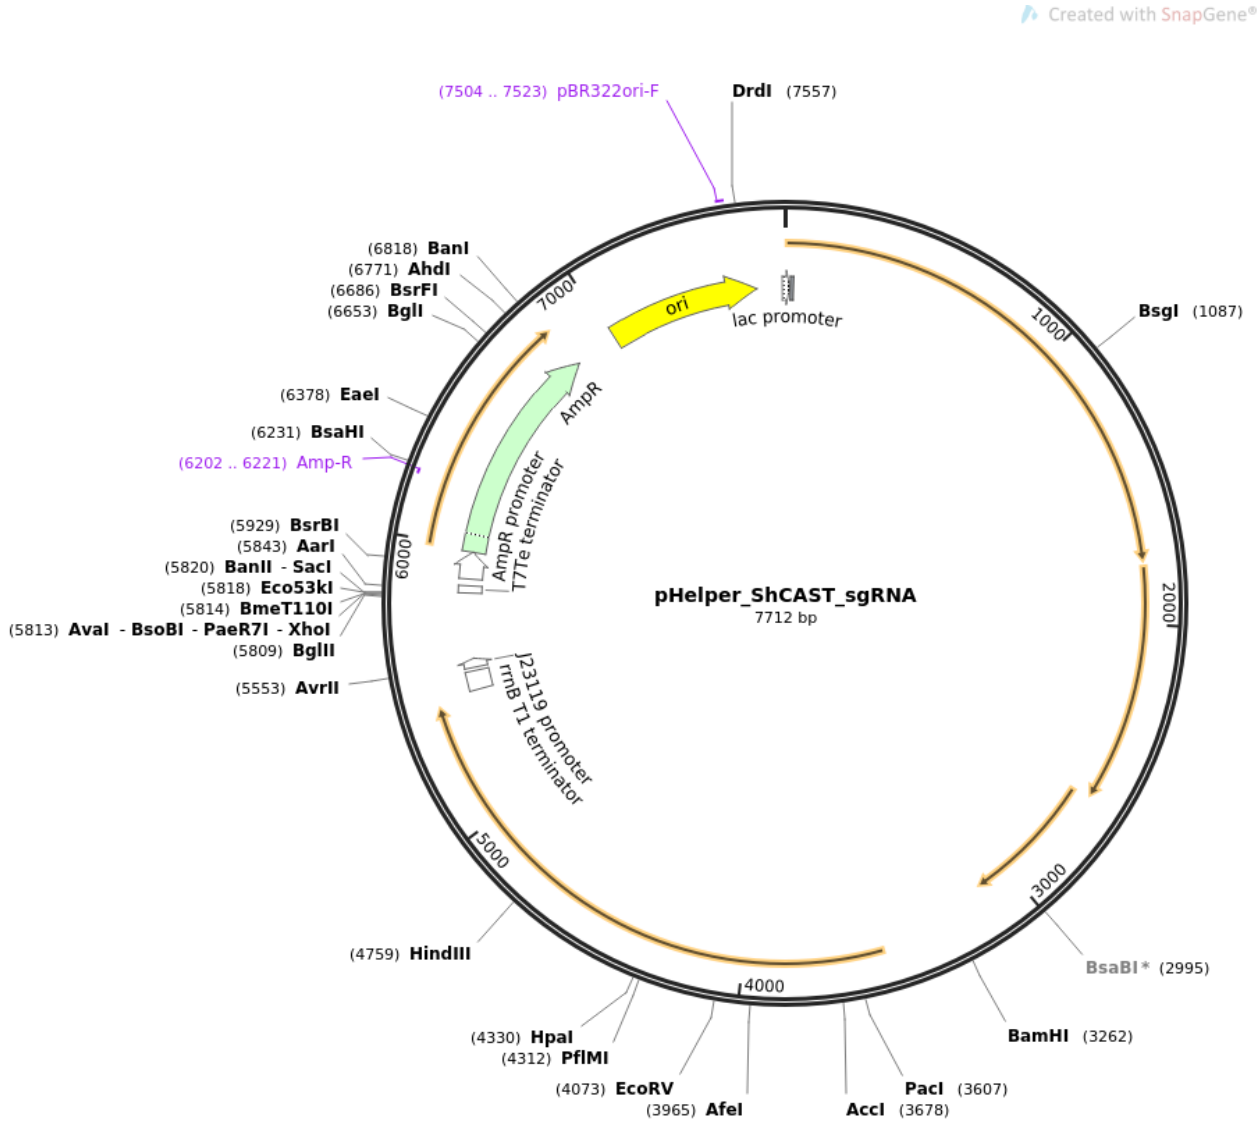 Created with SnapGene®
(7504 .. 7523) pBR322ori-F
DrdI (7557)
(6818) BanI
(6771) AhdI
(6686) BsrFI
(6653) BglI
7000
ori
lac promoter
1000
BsgI (1087)
(6378) EaeI
AmpR
(6231) BsaHI
(6202 .. 6221) Amp-R
AmpR promoter
T7Te terminator
(5929) BsrBI
(5843) AarI
6000
(5820) BanII - SacI
(5818) Eco53kI
(5814) BmeT110I
(5813) AvaI - BsoBI - PaeR7I - XhoI
(5809) BglII
(5553) AvrII
pHelper_ShCAST_sgRNA
7712 bp
2000
J23119 promoter
rrnB T1 terminator
5000
3000
(4759) HindIII
BsaBI* (2995)
4000
(4330) HpaI
(4312) PflMI
BamHI (3262)
(4073) EcoRV
PacI (3607)
(3965) AfeI
AccI (3678)